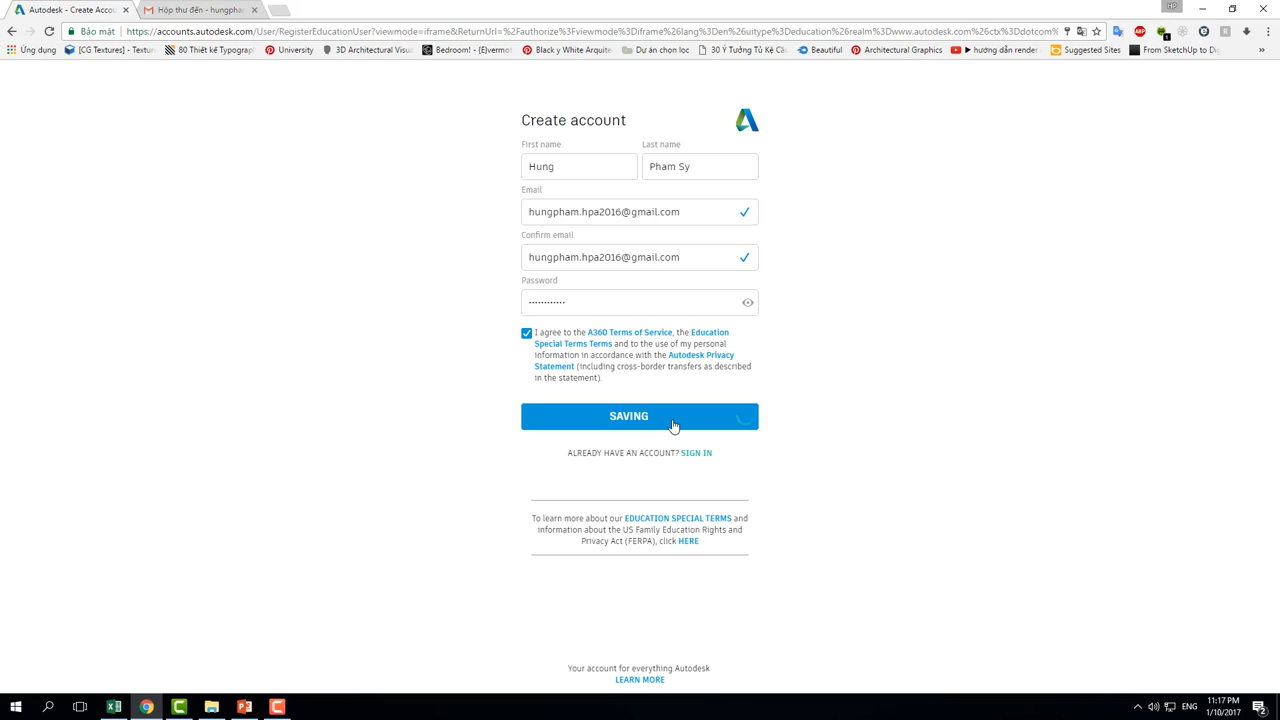 Autodesk - Create Accou
Hộp thư đến - hungpham
HP
Bảo mật
https://accounts.autodesk.com/User/RegisterEducationUser?viewmode=iframe&ReturnUrl=%2Fauthorize%3Fviewmode%3Diframe%26lang%3Den%26uitype%3Deducation%26realm%3Dwww.autodesk.com%26ctx%3Ddotcom%
Ứng dụng
[CG Textures] - Textur
80 Thiết kế Typograp
University
3D Architectural Visua
Bedroom! - (Evermo
Black y White Arquite
Dự án chọn lọc
30 Ý Tưởng Tủ Kệ Câ
Beautiful
Architectural Graphics
hướng dẫn render n
Suggested Sites
From SketchUp to Dig
Create account
First name
Last name
Hung
Pham Sy
Email
hungpham.hpa2016@gmail.com
Confirm email
hungpham.hpa2016@gmail.com
Password
I agree to the A360 Terms of Service, the Education
Special Terms Terms and to the use of my personal
information in accordance with the Autodesk Privacy
Statement (including cross-border transfers as described
in the statement).
SAVING
ALREADY HAVE AN ACCOUNT? SIGN IN
To learn more about our EDUCATION SPECIAL TERMS and
information about the US Family Education Rights and
Privacy Act (FERPA), click HERE
Your account for everything Autodesk
LEARN MORE
ENG
11:17 PM
1/10/2017